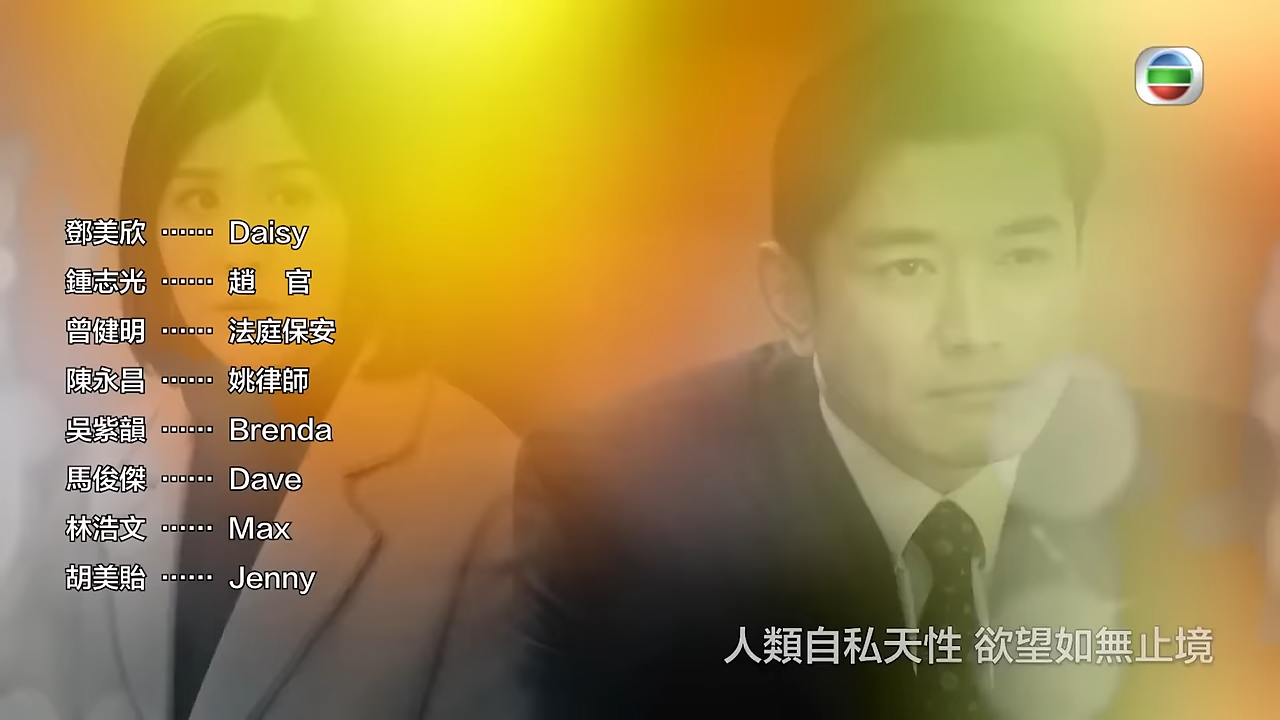 鄧美欣 ⋯⋯ Daisy
鍾志光 ⋯⋯ 趙　官
曾健明 ⋯⋯ 法庭保安
陳永昌 ⋯⋯ 姚律師
吳紫韻 ⋯⋯ Brenda
馬俊傑 ⋯⋯ Dave
林浩文 ⋯⋯ Max
胡美貽 ⋯⋯ Jenny
人類自私天性 欲望如無止境